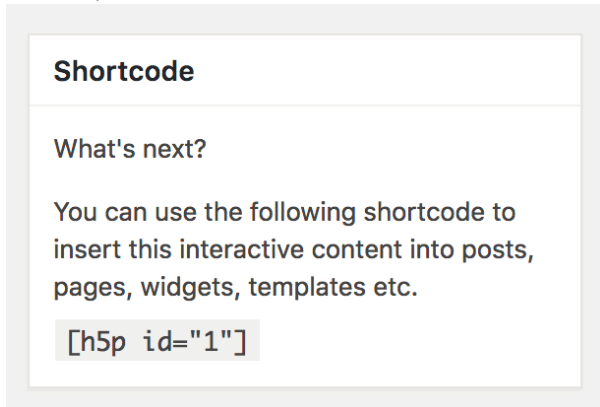 Shortcode
What's next?
You can use the following shortcode to
insert this interactive content into posts,
pages, widgets, templates etc.
[h5p id="1"]